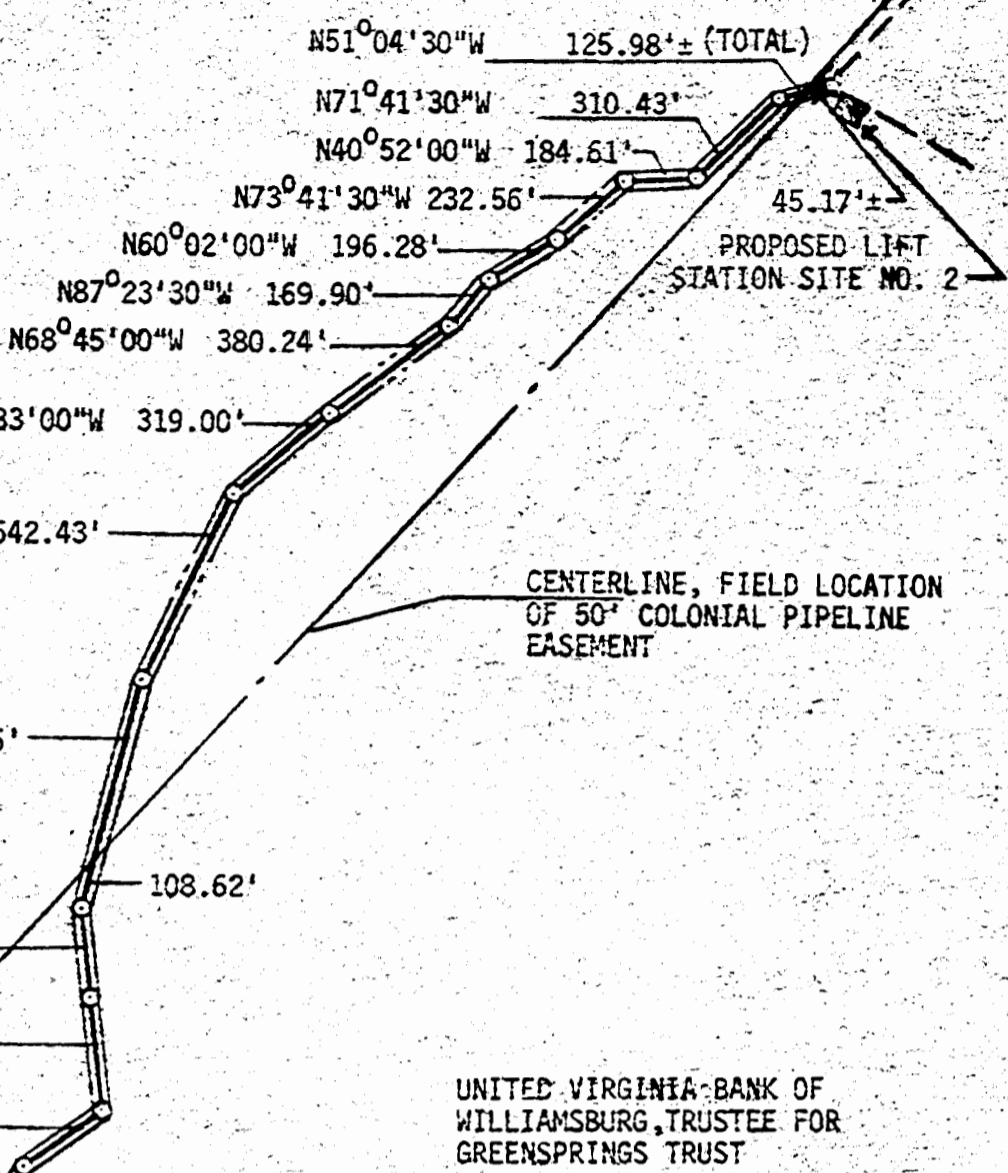 N51°04'30"W 125.98'± (TOTAL)
N71°41'30"W 310.43'
N40°52'00"W 184.61'
N73°41'30"W 232.56'
45.17'±
N60°02'00"W 196.28'
PROPOSED LIFT
STATION SITE NO. 2
N87°23'30"W 169.90'
N68°45'00"W 380.24'
33'00"W 319.00'
542.43'
CENTERLINE, FIELD LOCATION
OF 50' COLONIAL PIPELINE
EASEMENT
108.62'
UNITED VIRGINIA BANK OF
WILLIAMSBURG, TRUSTEE FOR
GREENSPRINGS TRUST